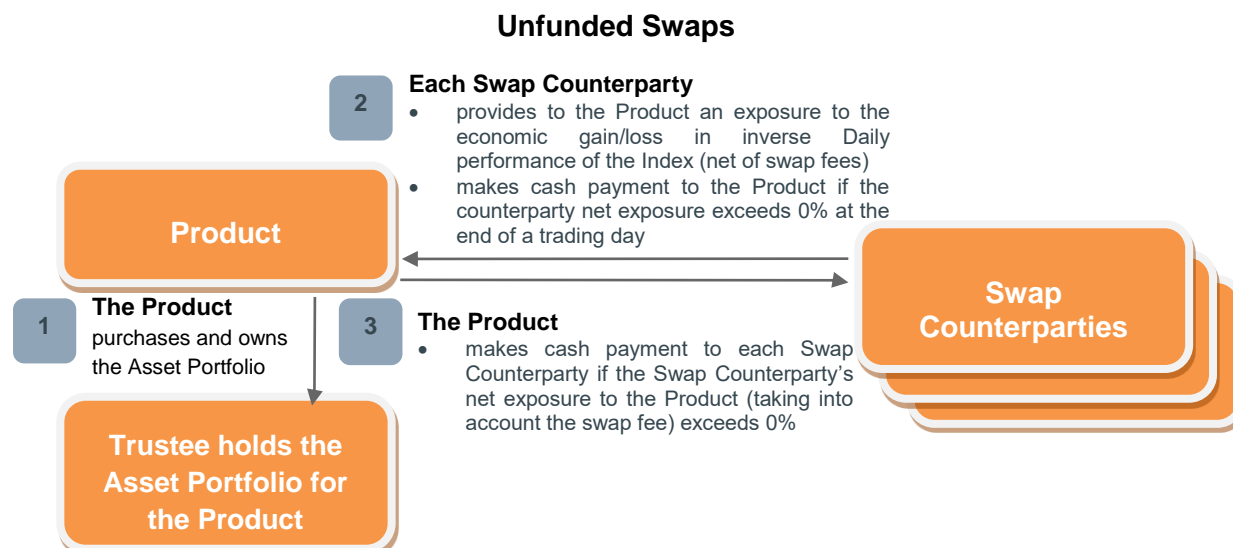 Unfunded Swaps
2
Each Swap Counterparty
• provides to the Product an exposure to the
economic gain/loss in inverse Daily
performance of the Index (net of swap fees)
• makes cash payment to the Product if the
counterparty net exposure exceeds 0% at the
end of a trading day
Product
Swap
Counterparties
1
The Product
purchases and owns
the Asset Portfolio
3
The Product
• makes cash payment to each Swap
Counterparty if the Swap Counterparty's
net exposure to the Product (taking into
account the swap fee) exceeds 0%
Trustee holds the
Asset Portfolio for
the Product